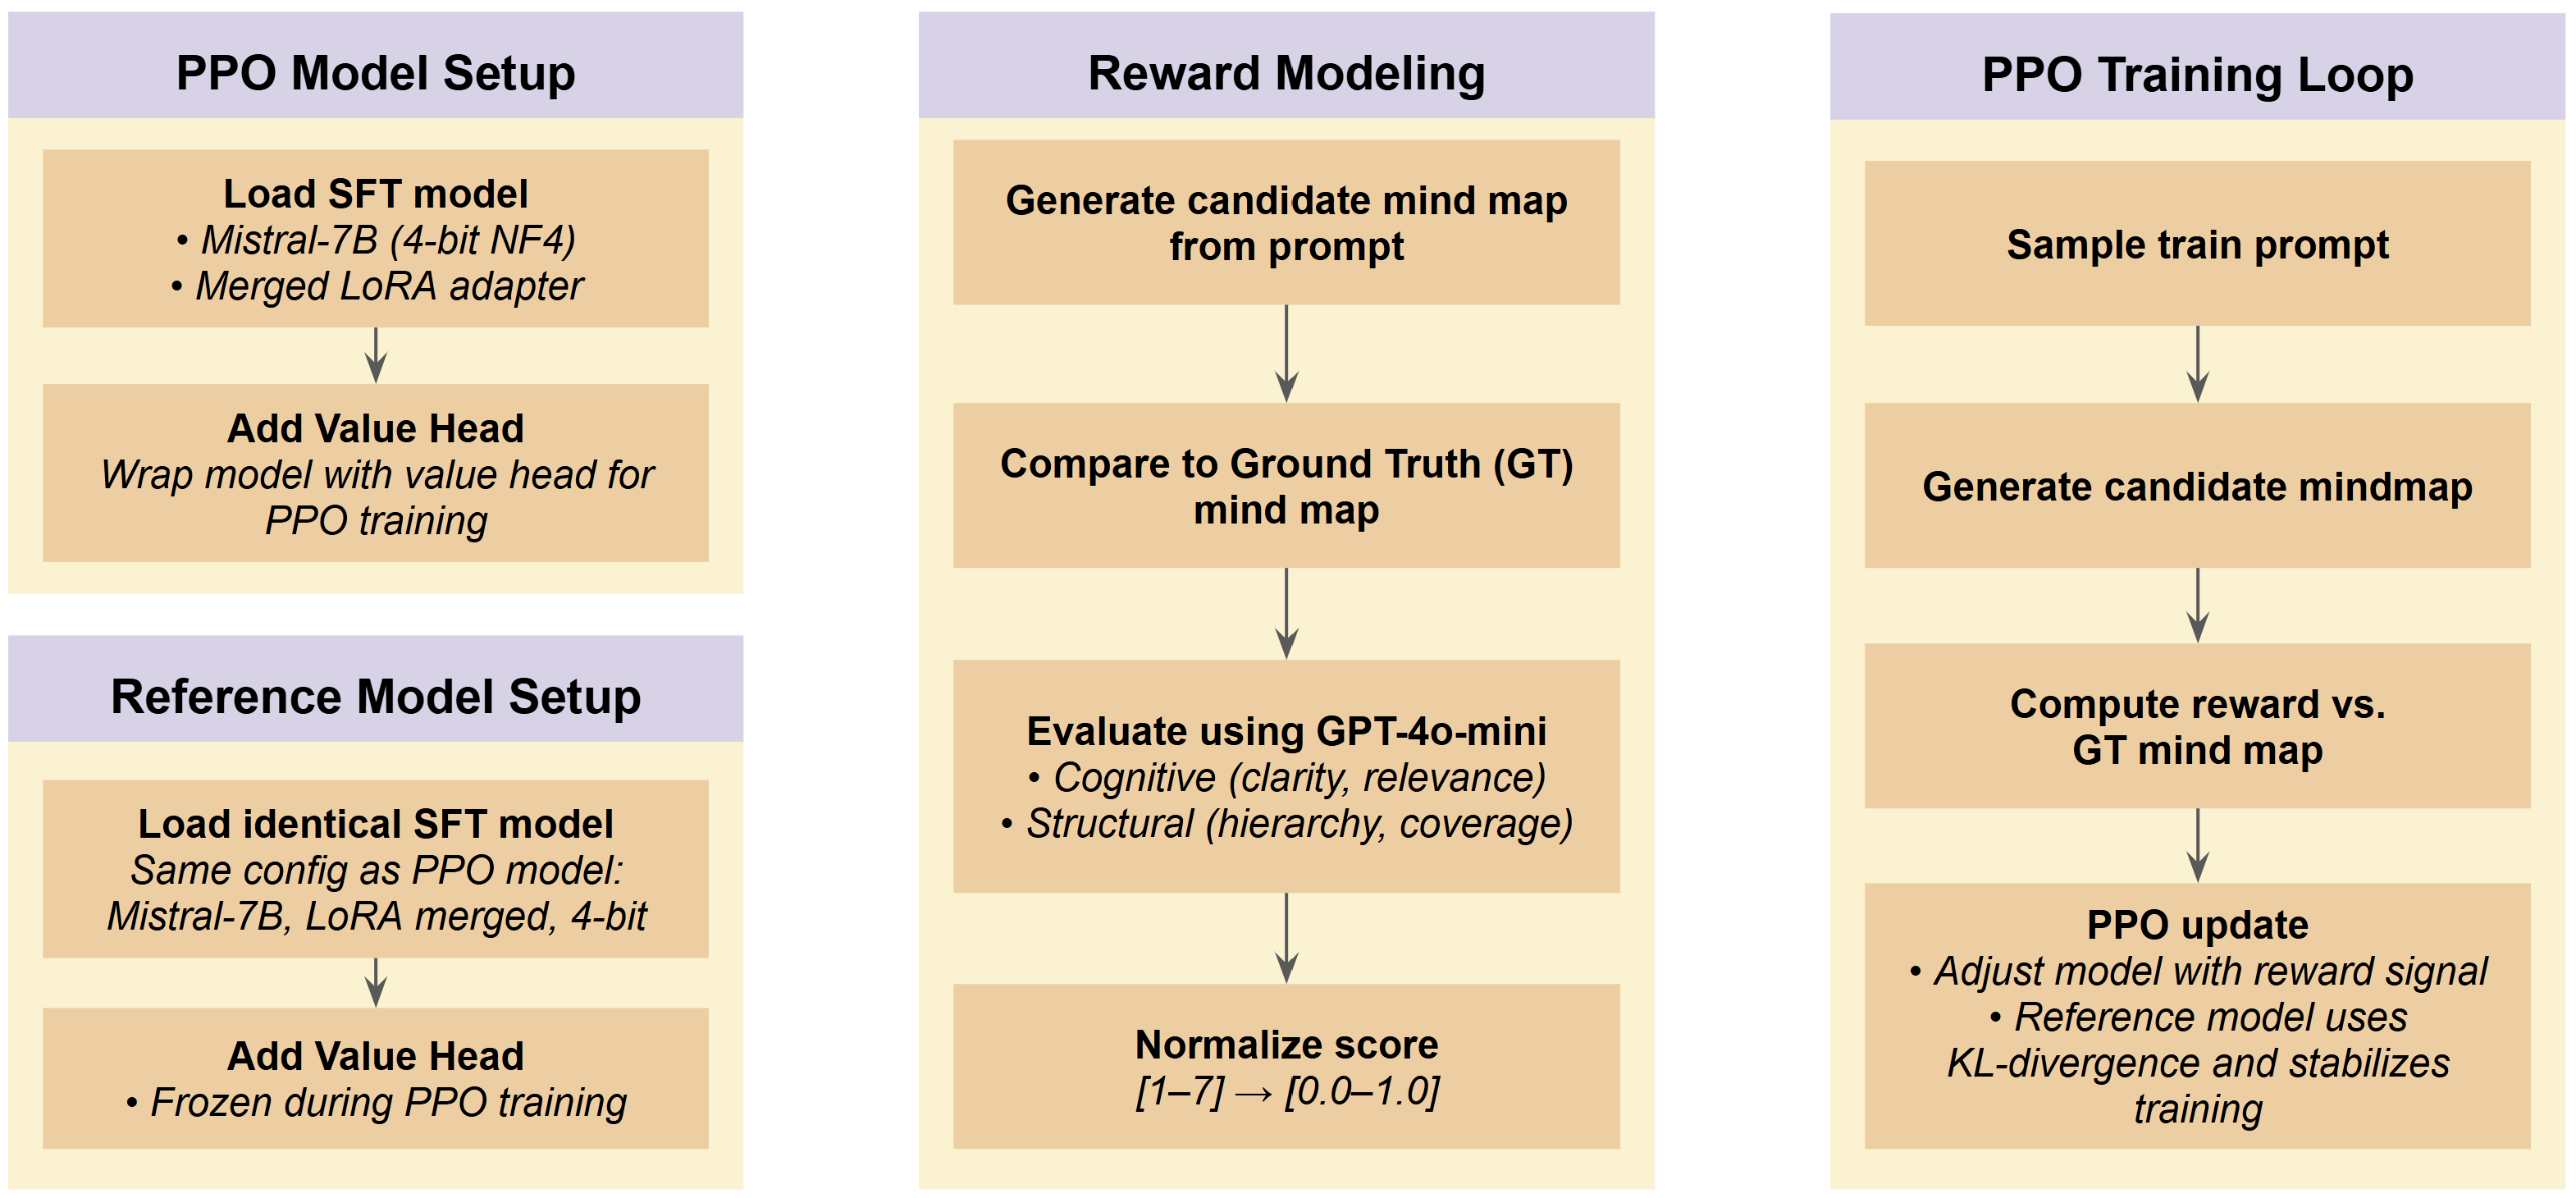 PPO Model Setup
Load SFT model
• Mistral-7B (4-bit NF4)
• Merged LoRA adapter
Add Value Head
Wrap model with value head for
PPO training
Reference Model Setup
Load identical SFT model
Same config as PPO model:
Mistral-7B, LoRA merged, 4-bit
Add Value Head
• Frozen during PPO training
Reward Modeling
Generate candidate mind map
from prompt
Compare to Ground Truth (GT)
mind map
Evaluate using GPT-4o-mini
• Cognitive (clarity, relevance)
• Structural (hierarchy, coverage)
Normalize score
[1–7] → [0.0–1.0]
PPO Training Loop
Sample train prompt
Generate candidate mindmap
Compute reward vs.
GT mind map
PPO update
• Adjust model with reward signal
• Reference model uses
KL-divergence and stabilizes
training